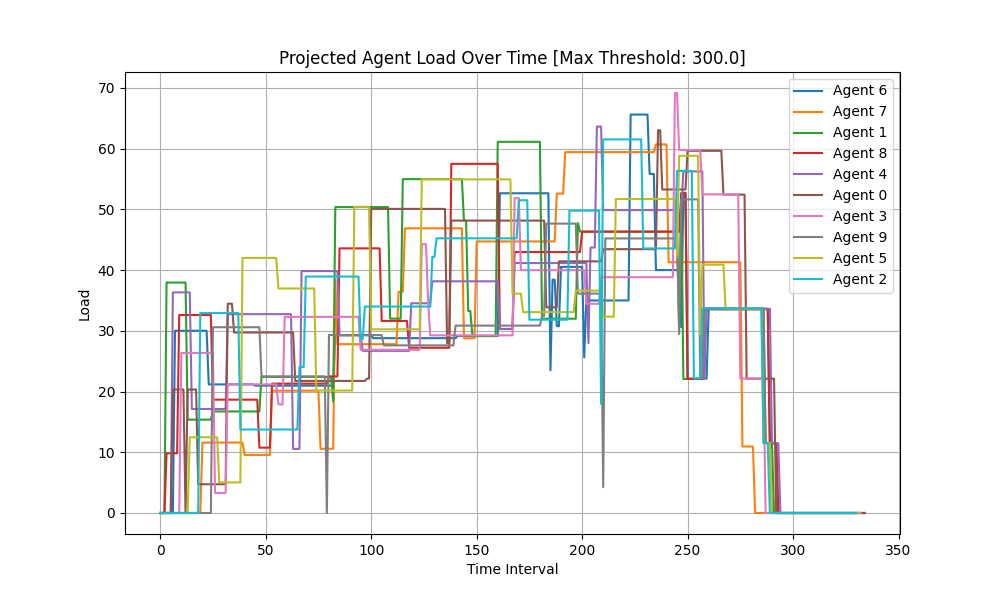 Projected Agent Load Over Time [Max Threshold: 300.0]
70
60
50
40
30
20
10
0
Load
0 50 100 150 200 250 300 350
Time Interval
Agent 6
Agent 7
Agent 1
Agent 8
Agent 4
Agent 0
Agent 3
Agent 9
Agent 5
Agent 2